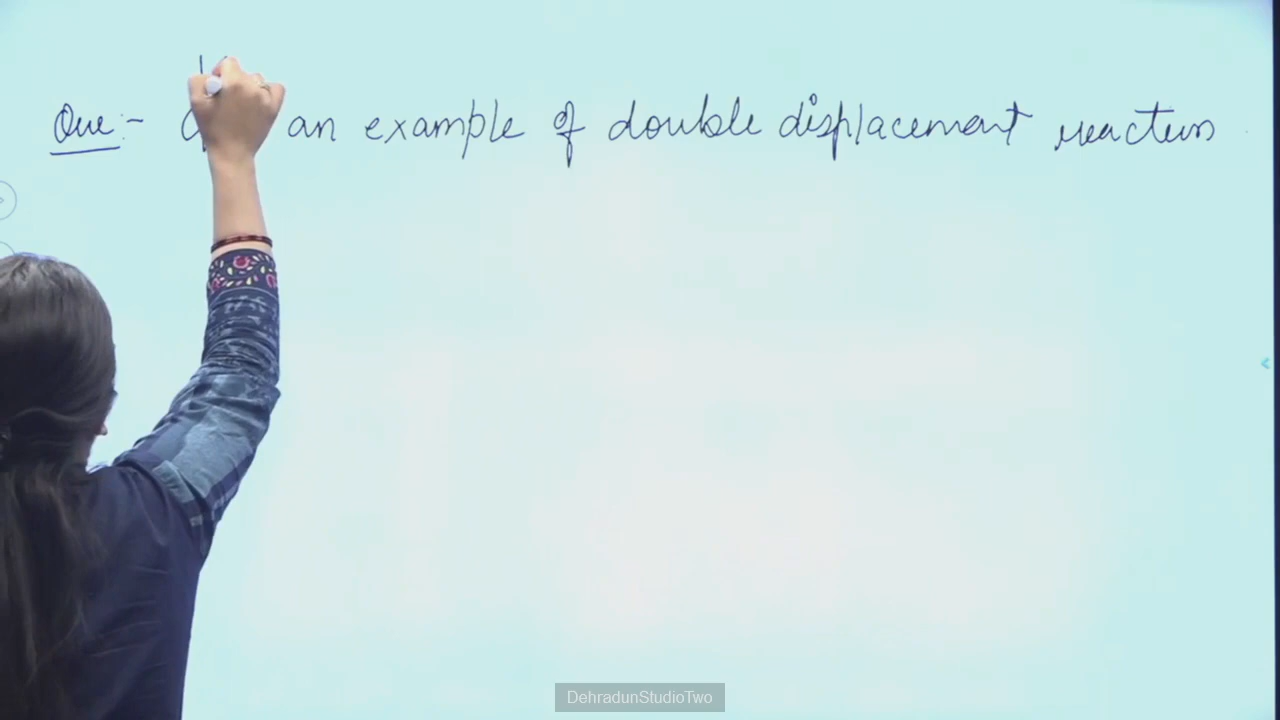 Que:- an example of double displacement reaction
DehradunStudioTwo